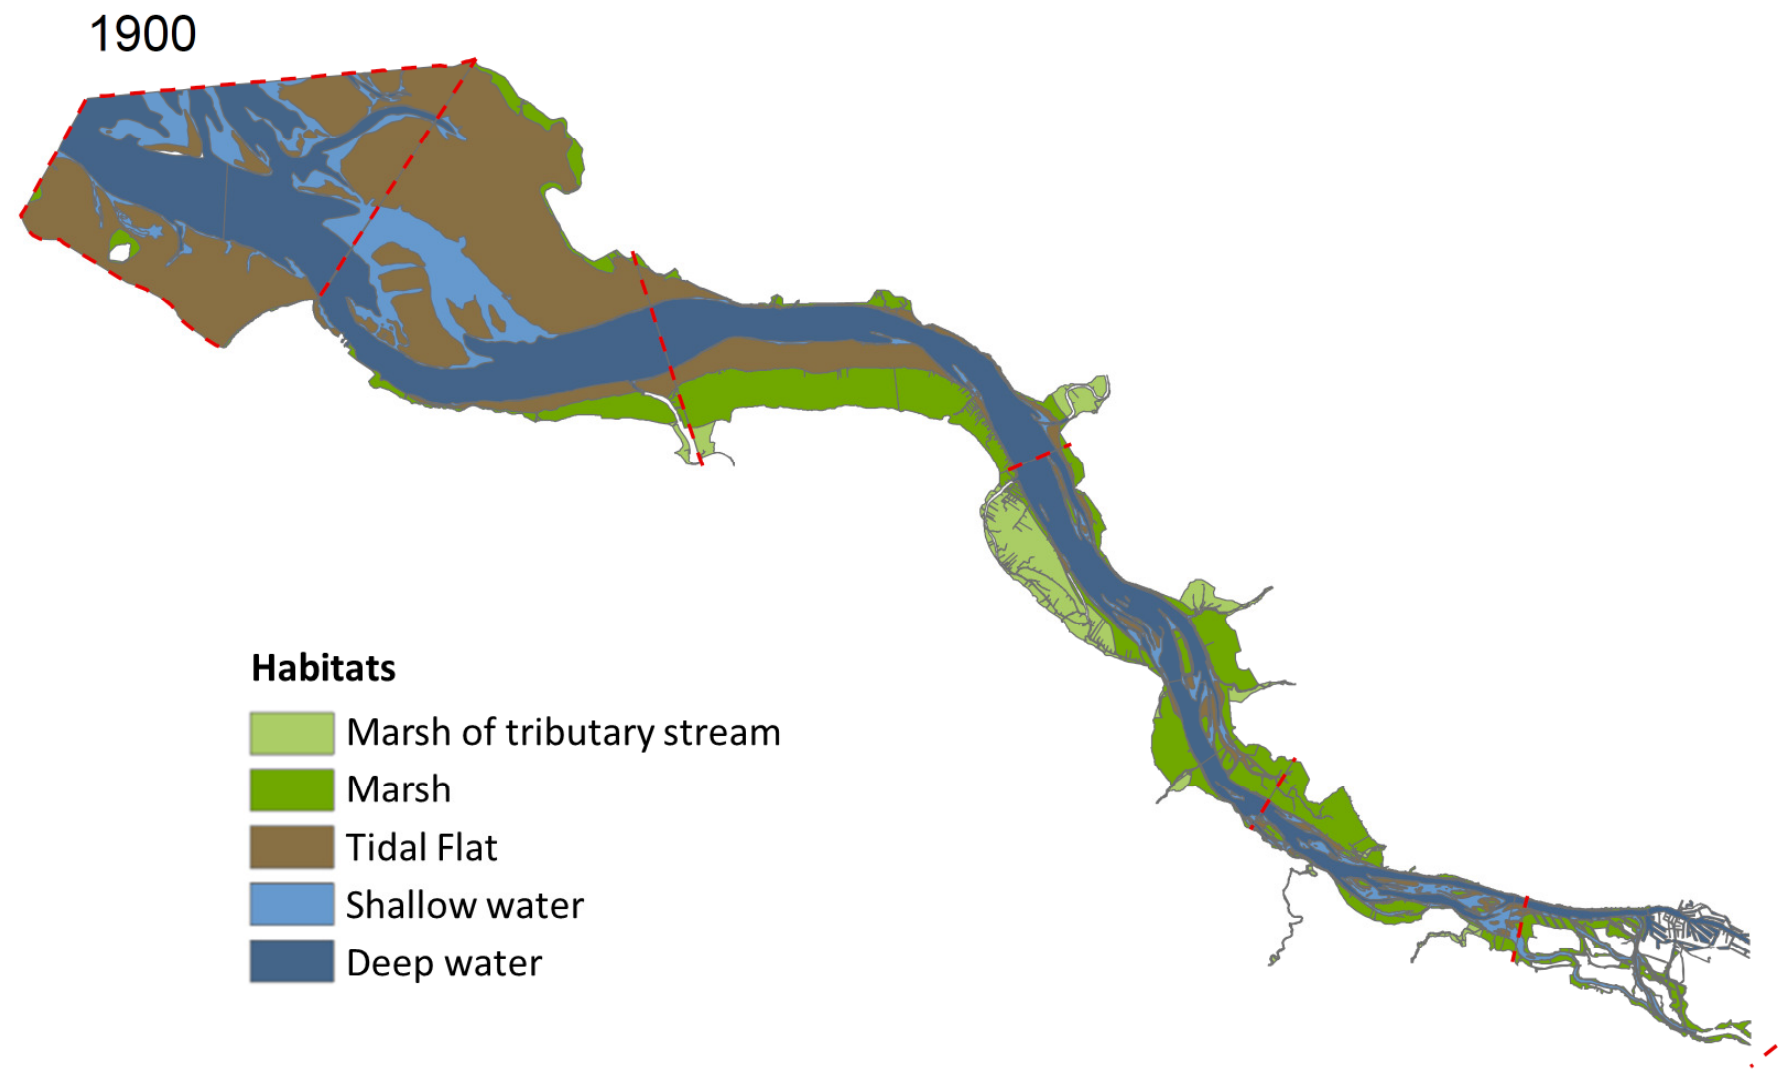 1900
Habitats
Marsh of tributary stream
Marsh
Tidal Flat
Shallow water
Deep water